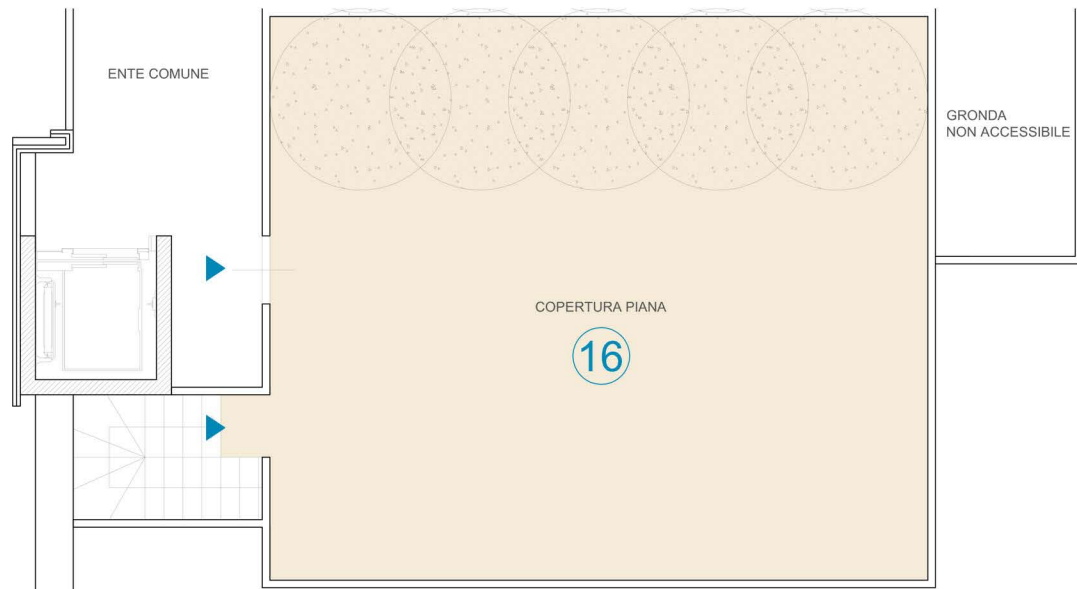 ENTE COMUNE
GRONDA
NON ACCESSIBILE
COPERTURA PIANA
16